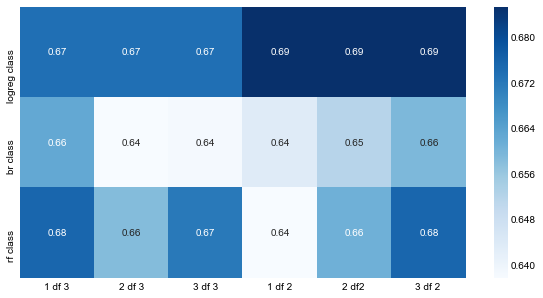 logreg class 0.67 0.67 0.67 0.69 0.69 0.69
br class 0.66 0.64 0.64 0.64 0.65 0.66
rf class 0.68 0.66 0.67 0.64 0.66 0.68
1 df 3 2 df 3 3 df 3 1 df 2 2 df2 3 df 2
0.680
0.672
0.664
0.656
0.648
0.640